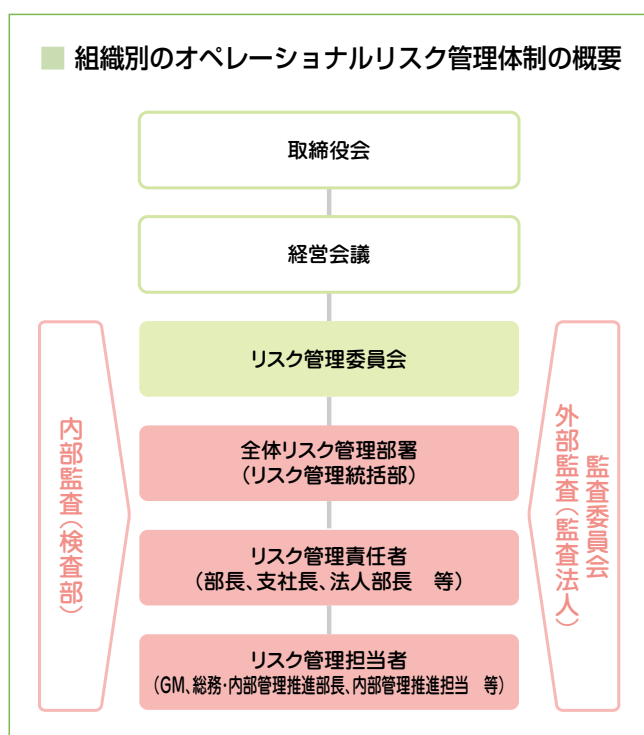 組織別のオペレーショナルリスク管理体制の概要
取締役会
経営会議
リスク管理委員会
全体リスク管理部署
（リスク管理統括部）
リスク管理責任者
（部長、支社長、法人部長　等）
リスク管理担当者
（GM、総務・内部管理推進部長、内部管理推進担当　等）
内部監査（検査部）
監査委員会
外部監査（監査法人）